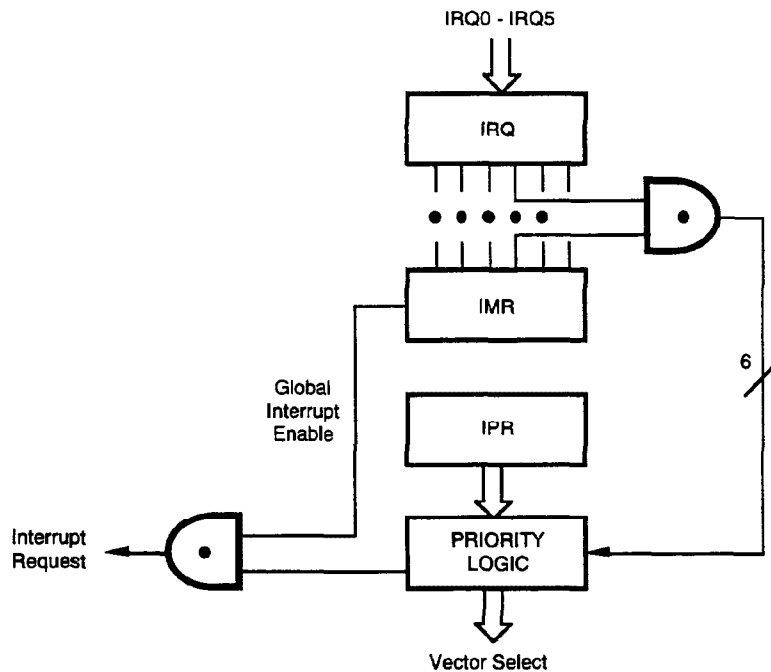 IRQ0 - IRQ5
IRQ
IMR
6
Global
Interrupt
Enable
IPR
Interrupt
Request
PRIORITY
LOGIC
Vector Select